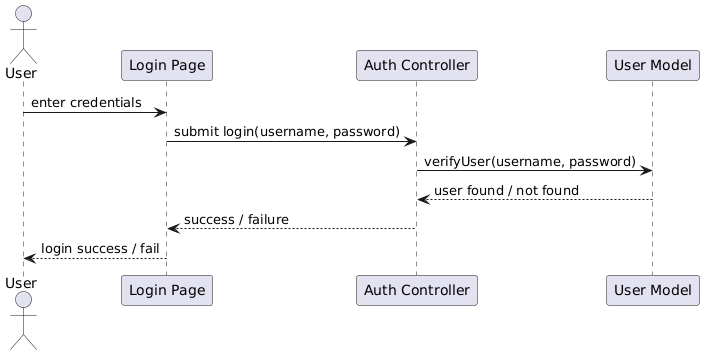 User
Login Page
Auth Controller
User Model
enter credentials
submit login(username, password)
verifyUser(username, password)
user found / not found
success / failure
login success / fail
User
Login Page
Auth Controller
User Model